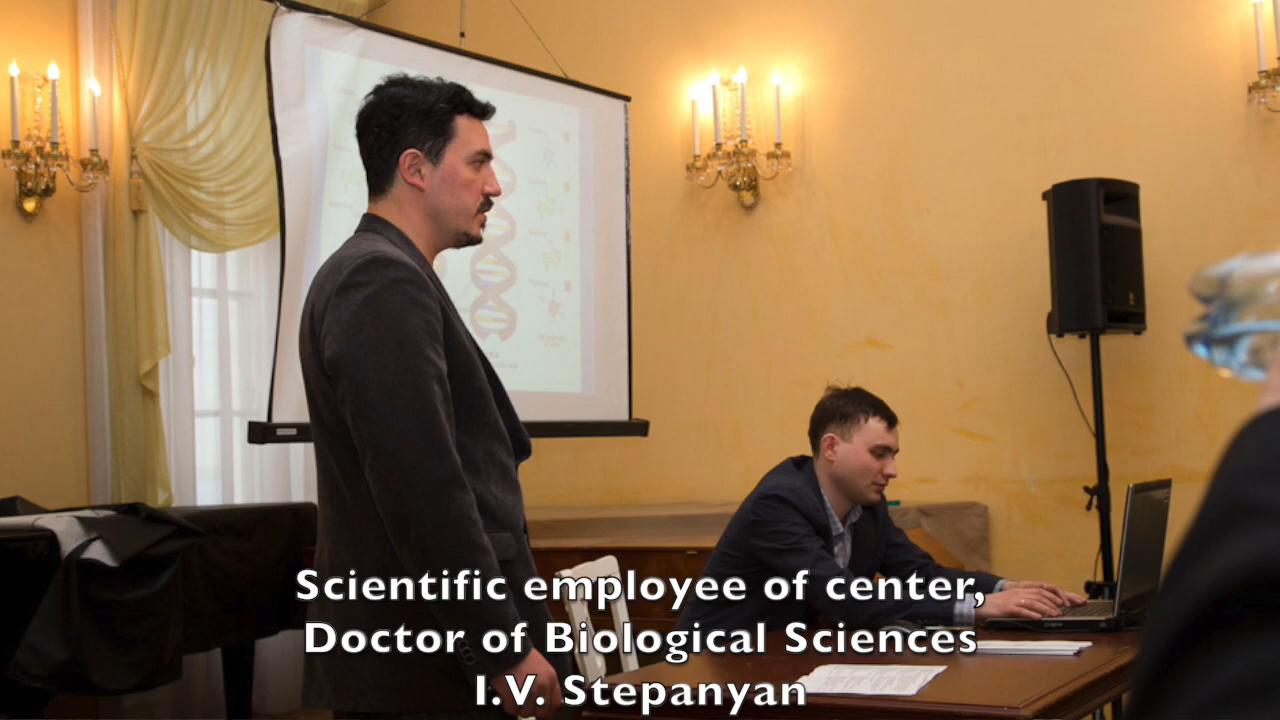 Scientific employee of center,
Doctor of Biological Sciences
I.V. Stepanyan